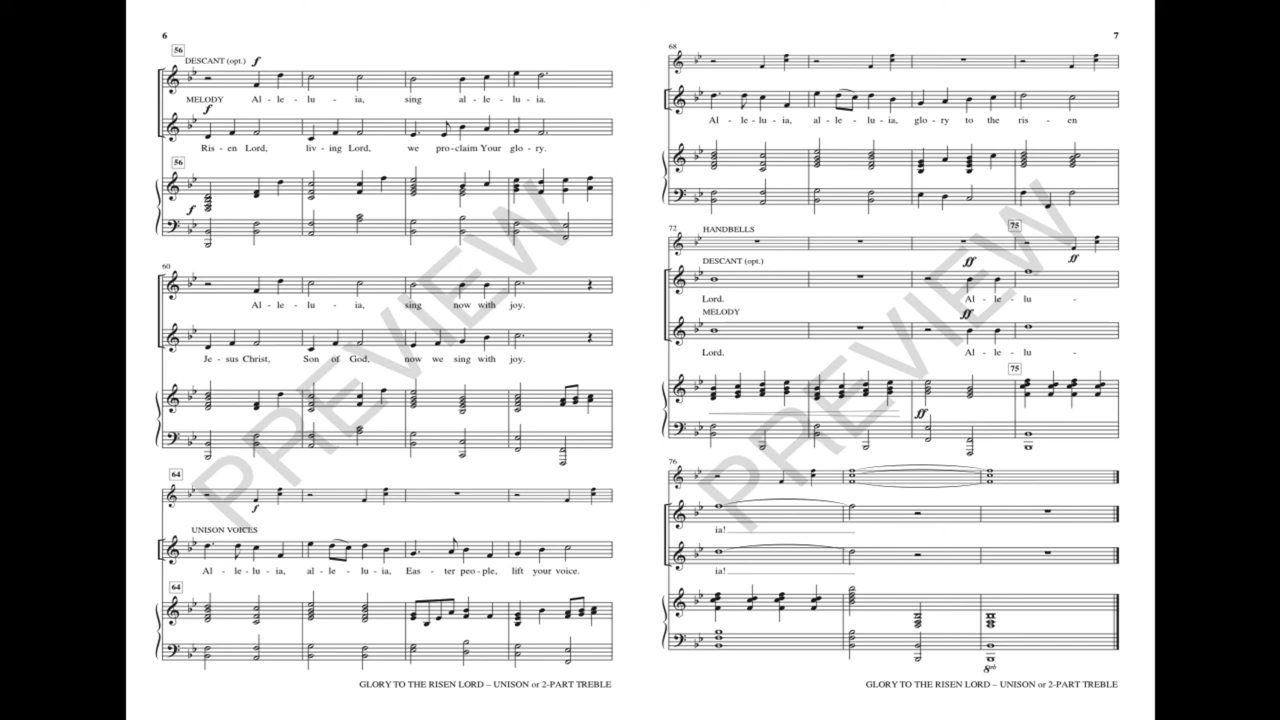 6
56
DESCANT (opt.) f
Al - le - lu - ia, sing al - le - lu - ia.
MELODY
f
Ris - en Lord, liv - ing Lord, we pro-claim Your glo - ry.
56
f
60
Al - le - lu - ia, sing now with joy.
Je - sus Christ, Son of God, now we sing with joy.
64
f
UNISON VOICES
Al - le - lu - ia, al - le - lu - ia, Eas - ter peo - ple, lift your voice.
64
GLORY TO THE RISEN LORD – UNISON or 2-PART TREBLE
PREVIEW
7
68
Al - le - lu - ia, al - le - lu - ia, glo - ry to the ris - en
72
HANDBELLS
75
ff
DESCANT (opt.)
ff
Lord. Al - le - lu -
MELODY
ff
Lord. Al - le - lu -
75
ff
76
ia!
ia!
8vb
GLORY TO THE RISEN LORD – UNISON or 2-PART TREBLE
PREVIEW